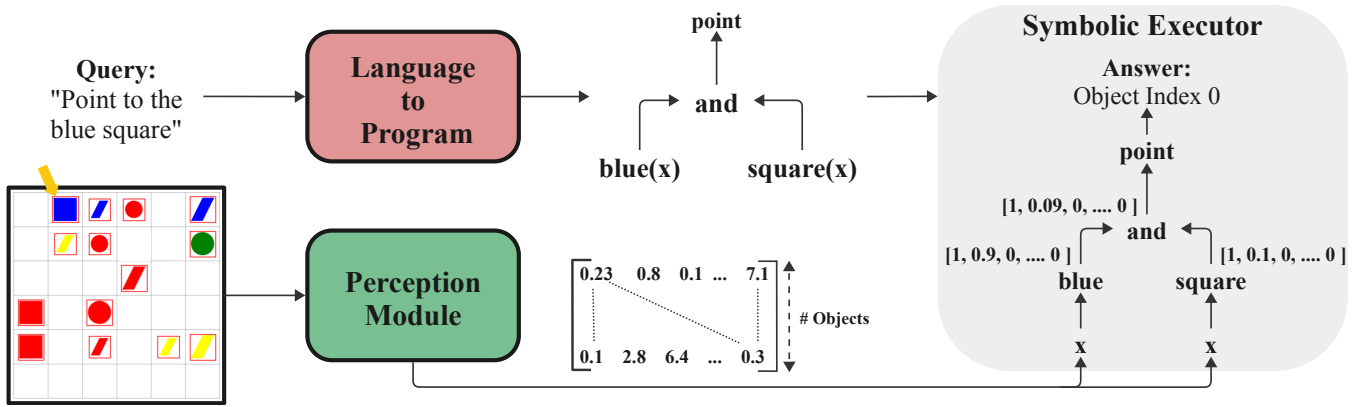 Query:
"Point to the
blue square"
Language
to
Program
point
and
blue(x)
square(x)
Perception
Module
0.23 0.8 0.1 ... 7.1
0.1 2.8 6.4 ... 0.3
# Objects
Symbolic Executor
Answer:
Object Index 0
point
[1, 0.09, 0, .... 0 ]
and
[1, 0.9, 0, .... 0 ]
[1, 0.1, 0, .... 0 ]
blue
square
x
x